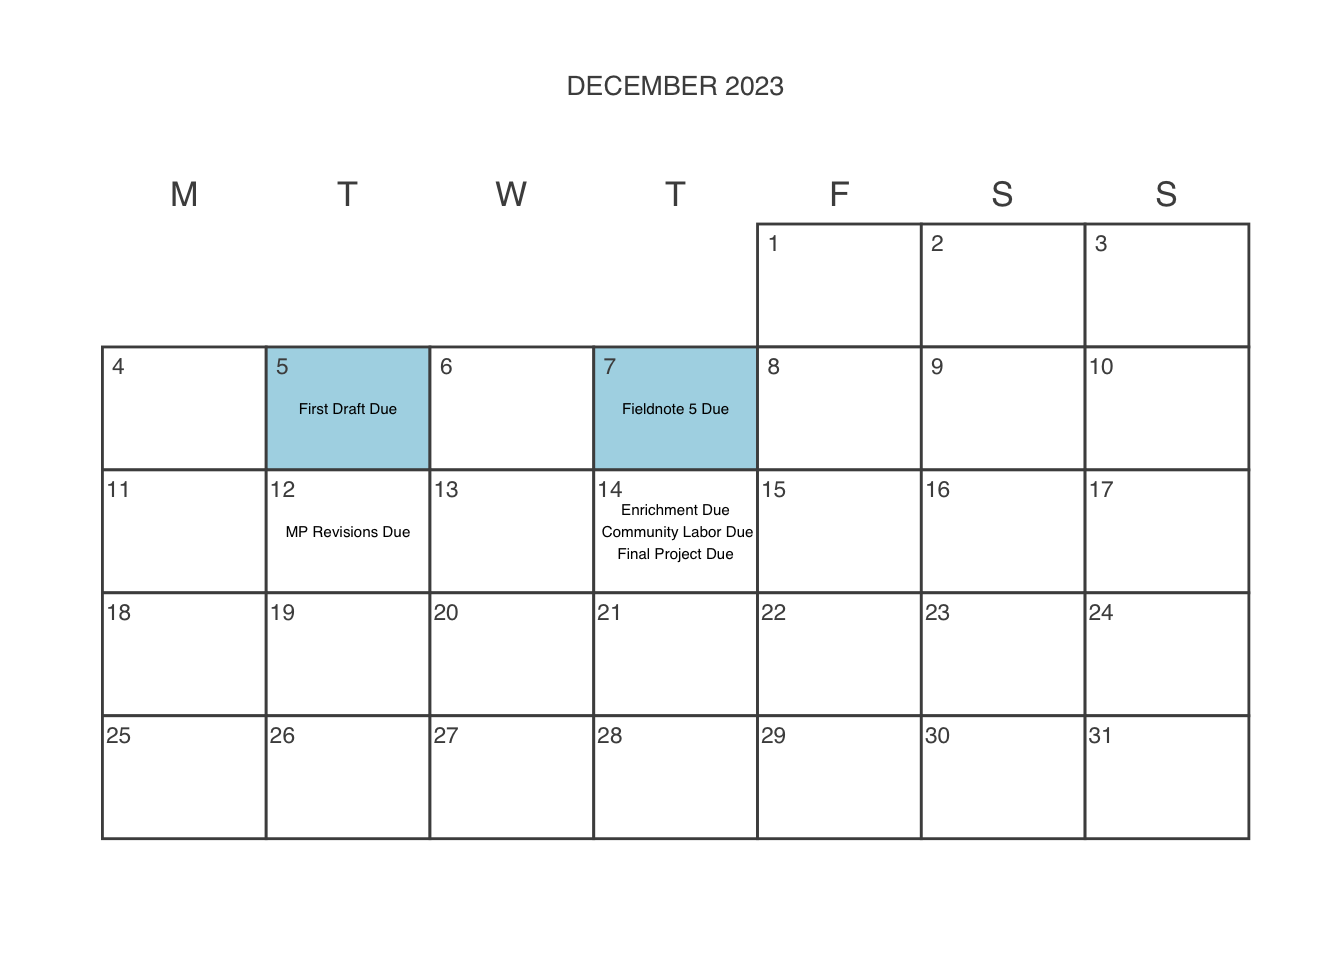 DECEMBER 2023
M T W T F S S
1 2 3
4 5 6 7 8 9 10
First Draft Due Fieldnote 5 Due
11 12 13 14 15 16 17
Enrichment Due
MP Revisions Due Community Labor Due
Final Project Due
18 19 20 21 22 23 24
25 26 27 28 29 30 31